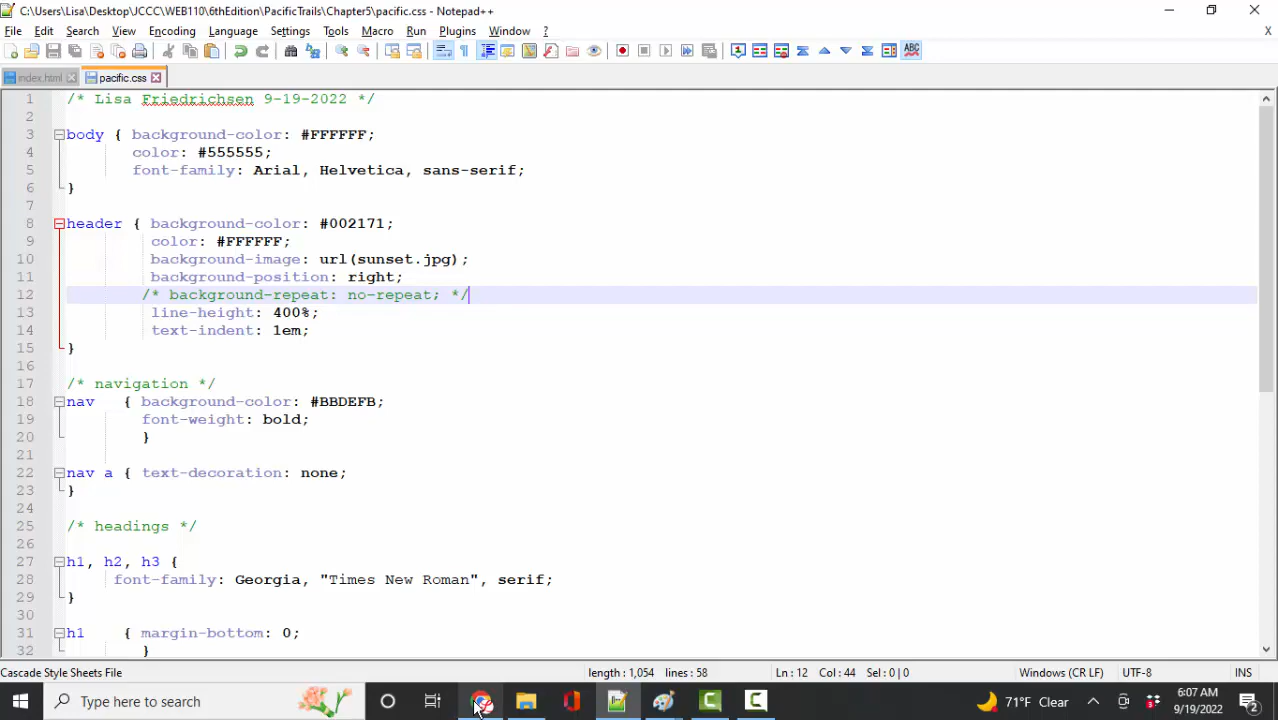 C:\Users\Lisa\Desktop\JCCC\WEB110\6thEdition\PacificTrails\Chapter5\pacific.css - Notepad++
File Edit Search View Encoding Language Settings Tools Macro Run Plugins Window ? X
index.html pacific.css
1 /* Lisa Friedrichsen 9-19-2022 */
2
3 body { background-color: #FFFFFF;
4 color: #555555;
5 font-family: Arial, Helvetica, sans-serif;
6 }
7
8 header { background-color: #002171;
9 color: #FFFFFF;
10 background-image: url(sunset.jpg);
11 background-position: right;
12 /* background-repeat: no-repeat; */
13 line-height: 400%;
14 text-indent: 1em;
15 }
16
17 /* navigation */
18 nav { background-color: #BBDEFB;
19 font-weight: bold;
20 }
21
22 nav a { text-decoration: none;
23 }
24
25 /* headings */
26
27 h1, h2, h3 {
28 font-family: Georgia, "Times New Roman", serif;
29 }
30
31 h1 { margin-bottom: 0;
32 }
Cascade Style Sheets File length : 1,054 lines : 58 Ln : 12 Col : 44 Sel : 0 | 0 Windows (CR LF) UTF-8 INS
Type here to search 71°F Clear 3 6:07 AM
9/19/2022 2